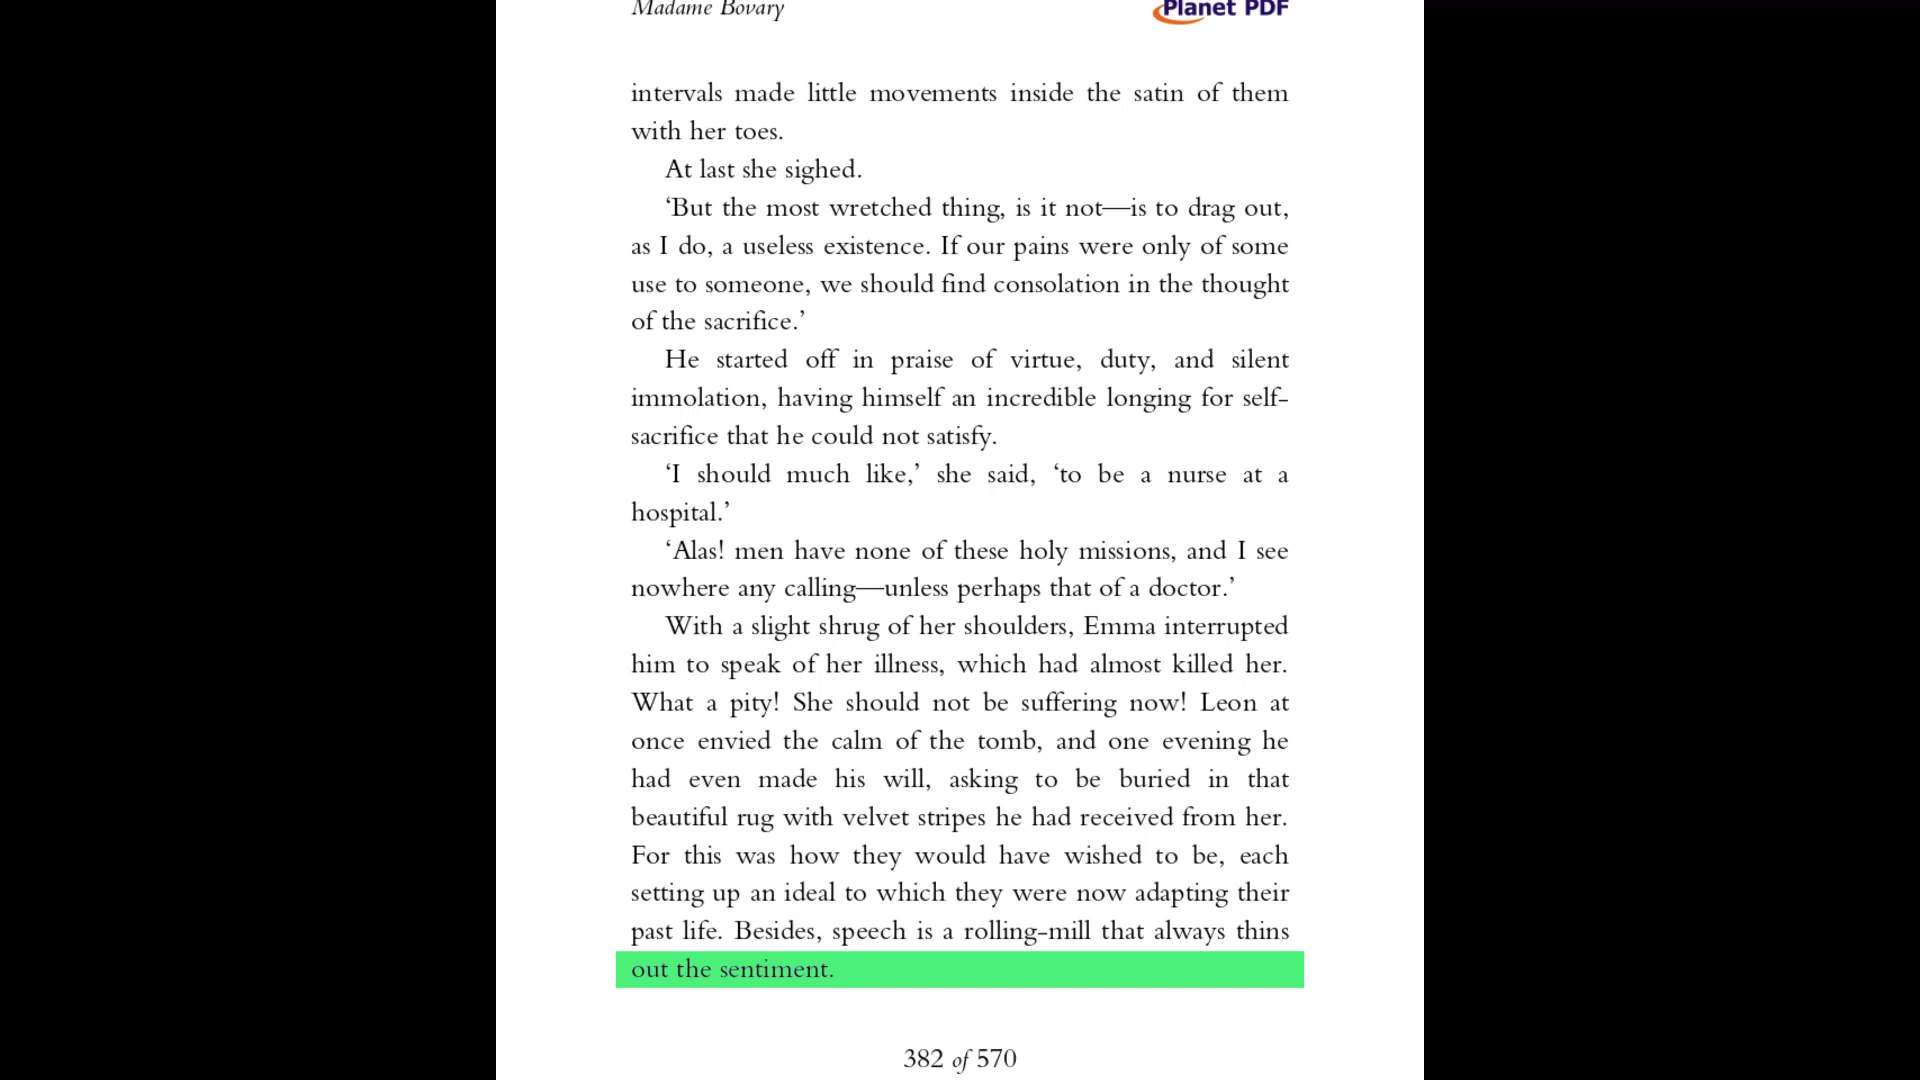 Madame Bovary
Planet PDF
intervals made little movements inside the satin of them
with her toes.
At last she sighed.
‘But the most wretched thing, is it not—is to drag out,
as I do, a useless existence. If our pains were only of some
use to someone, we should find consolation in the thought
of the sacrifice.’
He started off in praise of virtue, duty, and silent
immolation, having himself an incredible longing for self-
sacrifice that he could not satisfy.
‘I should much like,’ she said, ‘to be a nurse at a
hospital.’
‘Alas! men have none of these holy missions, and I see
nowhere any calling—unless perhaps that of a doctor.’
With a slight shrug of her shoulders, Emma interrupted
him to speak of her illness, which had almost killed her.
What a pity! She should not be suffering now! Leon at
once envied the calm of the tomb, and one evening he
had even made his will, asking to be buried in that
beautiful rug with velvet stripes he had received from her.
For this was how they would have wished to be, each
setting up an ideal to which they were now adapting their
past life. Besides, speech is a rolling-mill that always thins
out the sentiment.
382 of 570